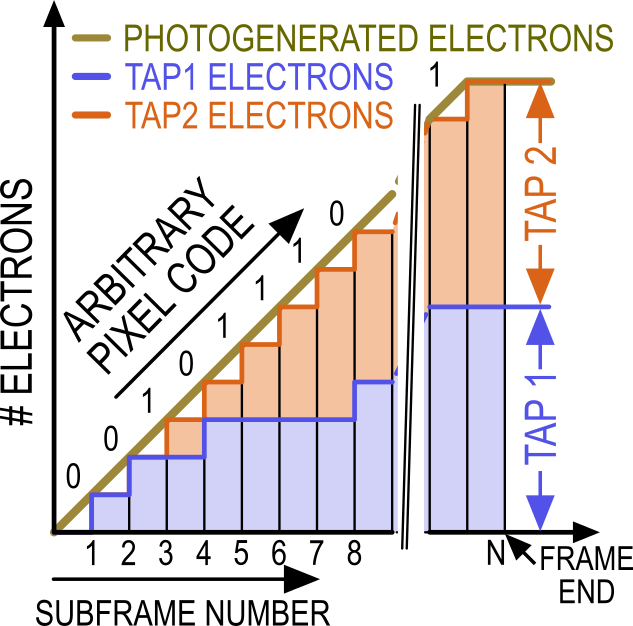 PHOTOGENERATED ELECTRONS
TAP1 ELECTRONS
TAP2 ELECTRONS
# ELECTRONS
ARBITRARY
PIXEL CODE
0
0
1
0
1
1
1
0
1
TAP 2
TAP 1
1 2 3 4 5 6 7 8 N
FRAME
END
SUBFRAME NUMBER